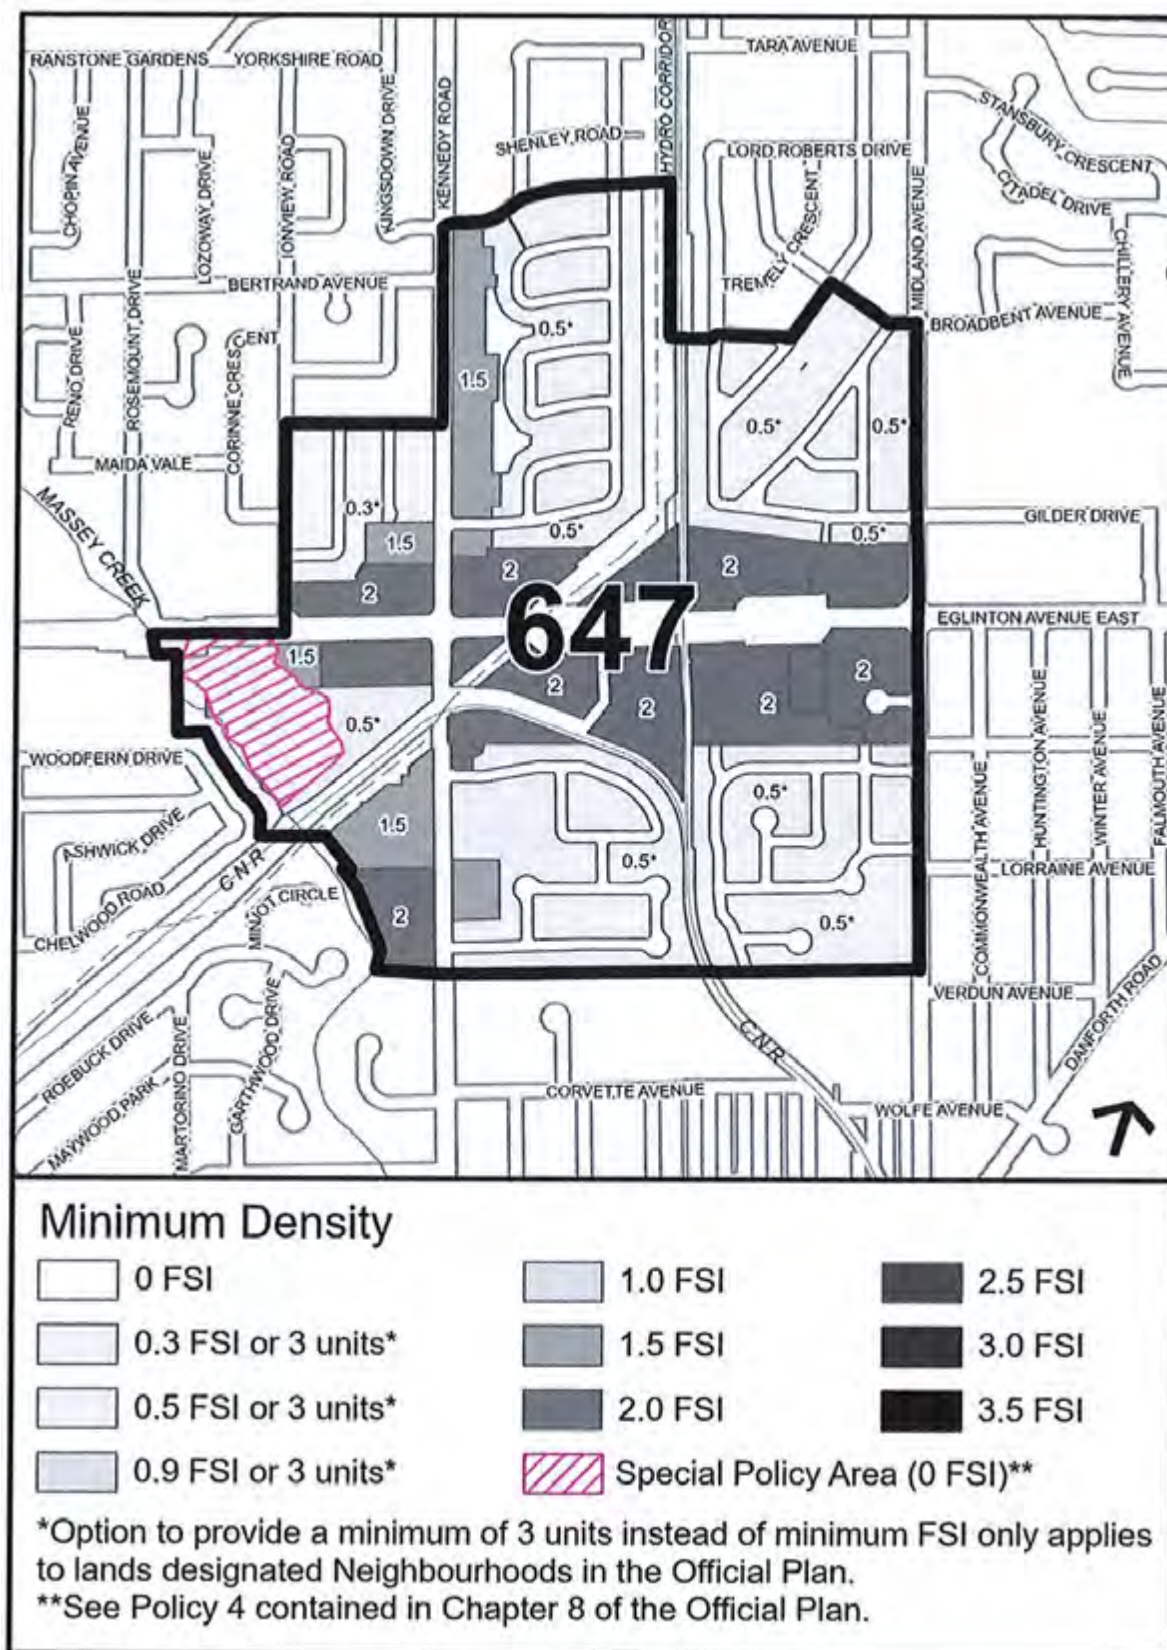 TARA AVENUE
RANSTONE GARDENS
YORKSHIRE ROAD
HYDRO CORRIDOR
KINGSDOWN DRIVE
KENNEDY ROAD
CHOPIN AVENUE
STANSBURY CRESCENT
SHENLEY ROAD
LORD ROBERTS DRIVE
LOZOWAY DRIVE
IONVIEW ROAD
CITADEL DRIVE
TREMELY CRESCENT
MIDLAND AVENUE
CHILLERY AVENUE
BERTRAND AVENUE
ROSEMOUNT DRIVE
BROADBENT AVENUE
0.5*
RENO DRIVE
CORINNE CRESCENT
1.5
0.5*
0.5*
MAIDA VALE
MASSEY CREEK
0.3*
GILDER DRIVE
0.5*
0.5*
1.5
2
2
2
647
EGLINTON AVENUE EAST
1.5
2
2
2
2
0.5*
HUNTINGTON AVENUE
WINTER AVENUE
FALMOUTH AVENUE
COMMONWEALTH AVENUE
WOODFERN DRIVE
0.5*
ASHWICK DRIVE
1.5
0.5*
C N R
LORRAINE AVENUE
CHELWOOD ROAD
MINIOT CIRCLE
2
0.5*
VERDUN AVENUE
DANFORTH ROAD
ROEBUCK DRIVE
MARTORINO DRIVE
GARTHWOOD DRIVE
C N R
MAYWOOD PARK
CORVETTE AVENUE
WOLFE AVENUE
Minimum Density
0 FSI
0.3 FSI or 3 units*
0.5 FSI or 3 units*
0.9 FSI or 3 units*
1.0 FSI
1.5 FSI
2.0 FSI
Special Policy Area (0 FSI)**
2.5 FSI
3.0 FSI
3.5 FSI
*Option to provide a minimum of 3 units instead of minimum FSI only applies
to lands designated Neighbourhoods in the Official Plan.
**See Policy 4 contained in Chapter 8 of the Official Plan.